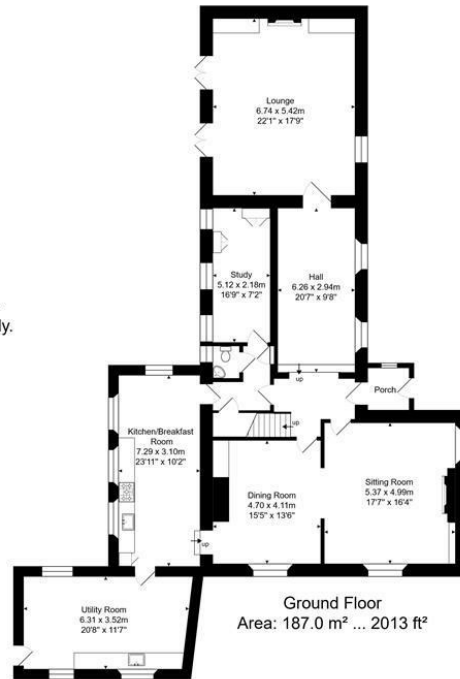 Lounge
6.74 x 5.42m
22'1" x 17'9"
Study
5.12 x 2.18m
16'9" x 7'2"
Hall
6.26 x 2.94m
20'7" x 9'8"
ly.
up
Porch
up
Kitchen/Breakfast
Room
7.29 x 3.10m
23'11" x 10'2"
Dining Room
4.70 x 4.11m
15'5" x 13'6"
Sitting Room
5.37 x 4.99m
17'7" x 16'4"
up
Utility Room
6.31 x 3.52m
20'8" x 11'7"
Ground Floor
Area: 187.0 m² ... 2013 ft²